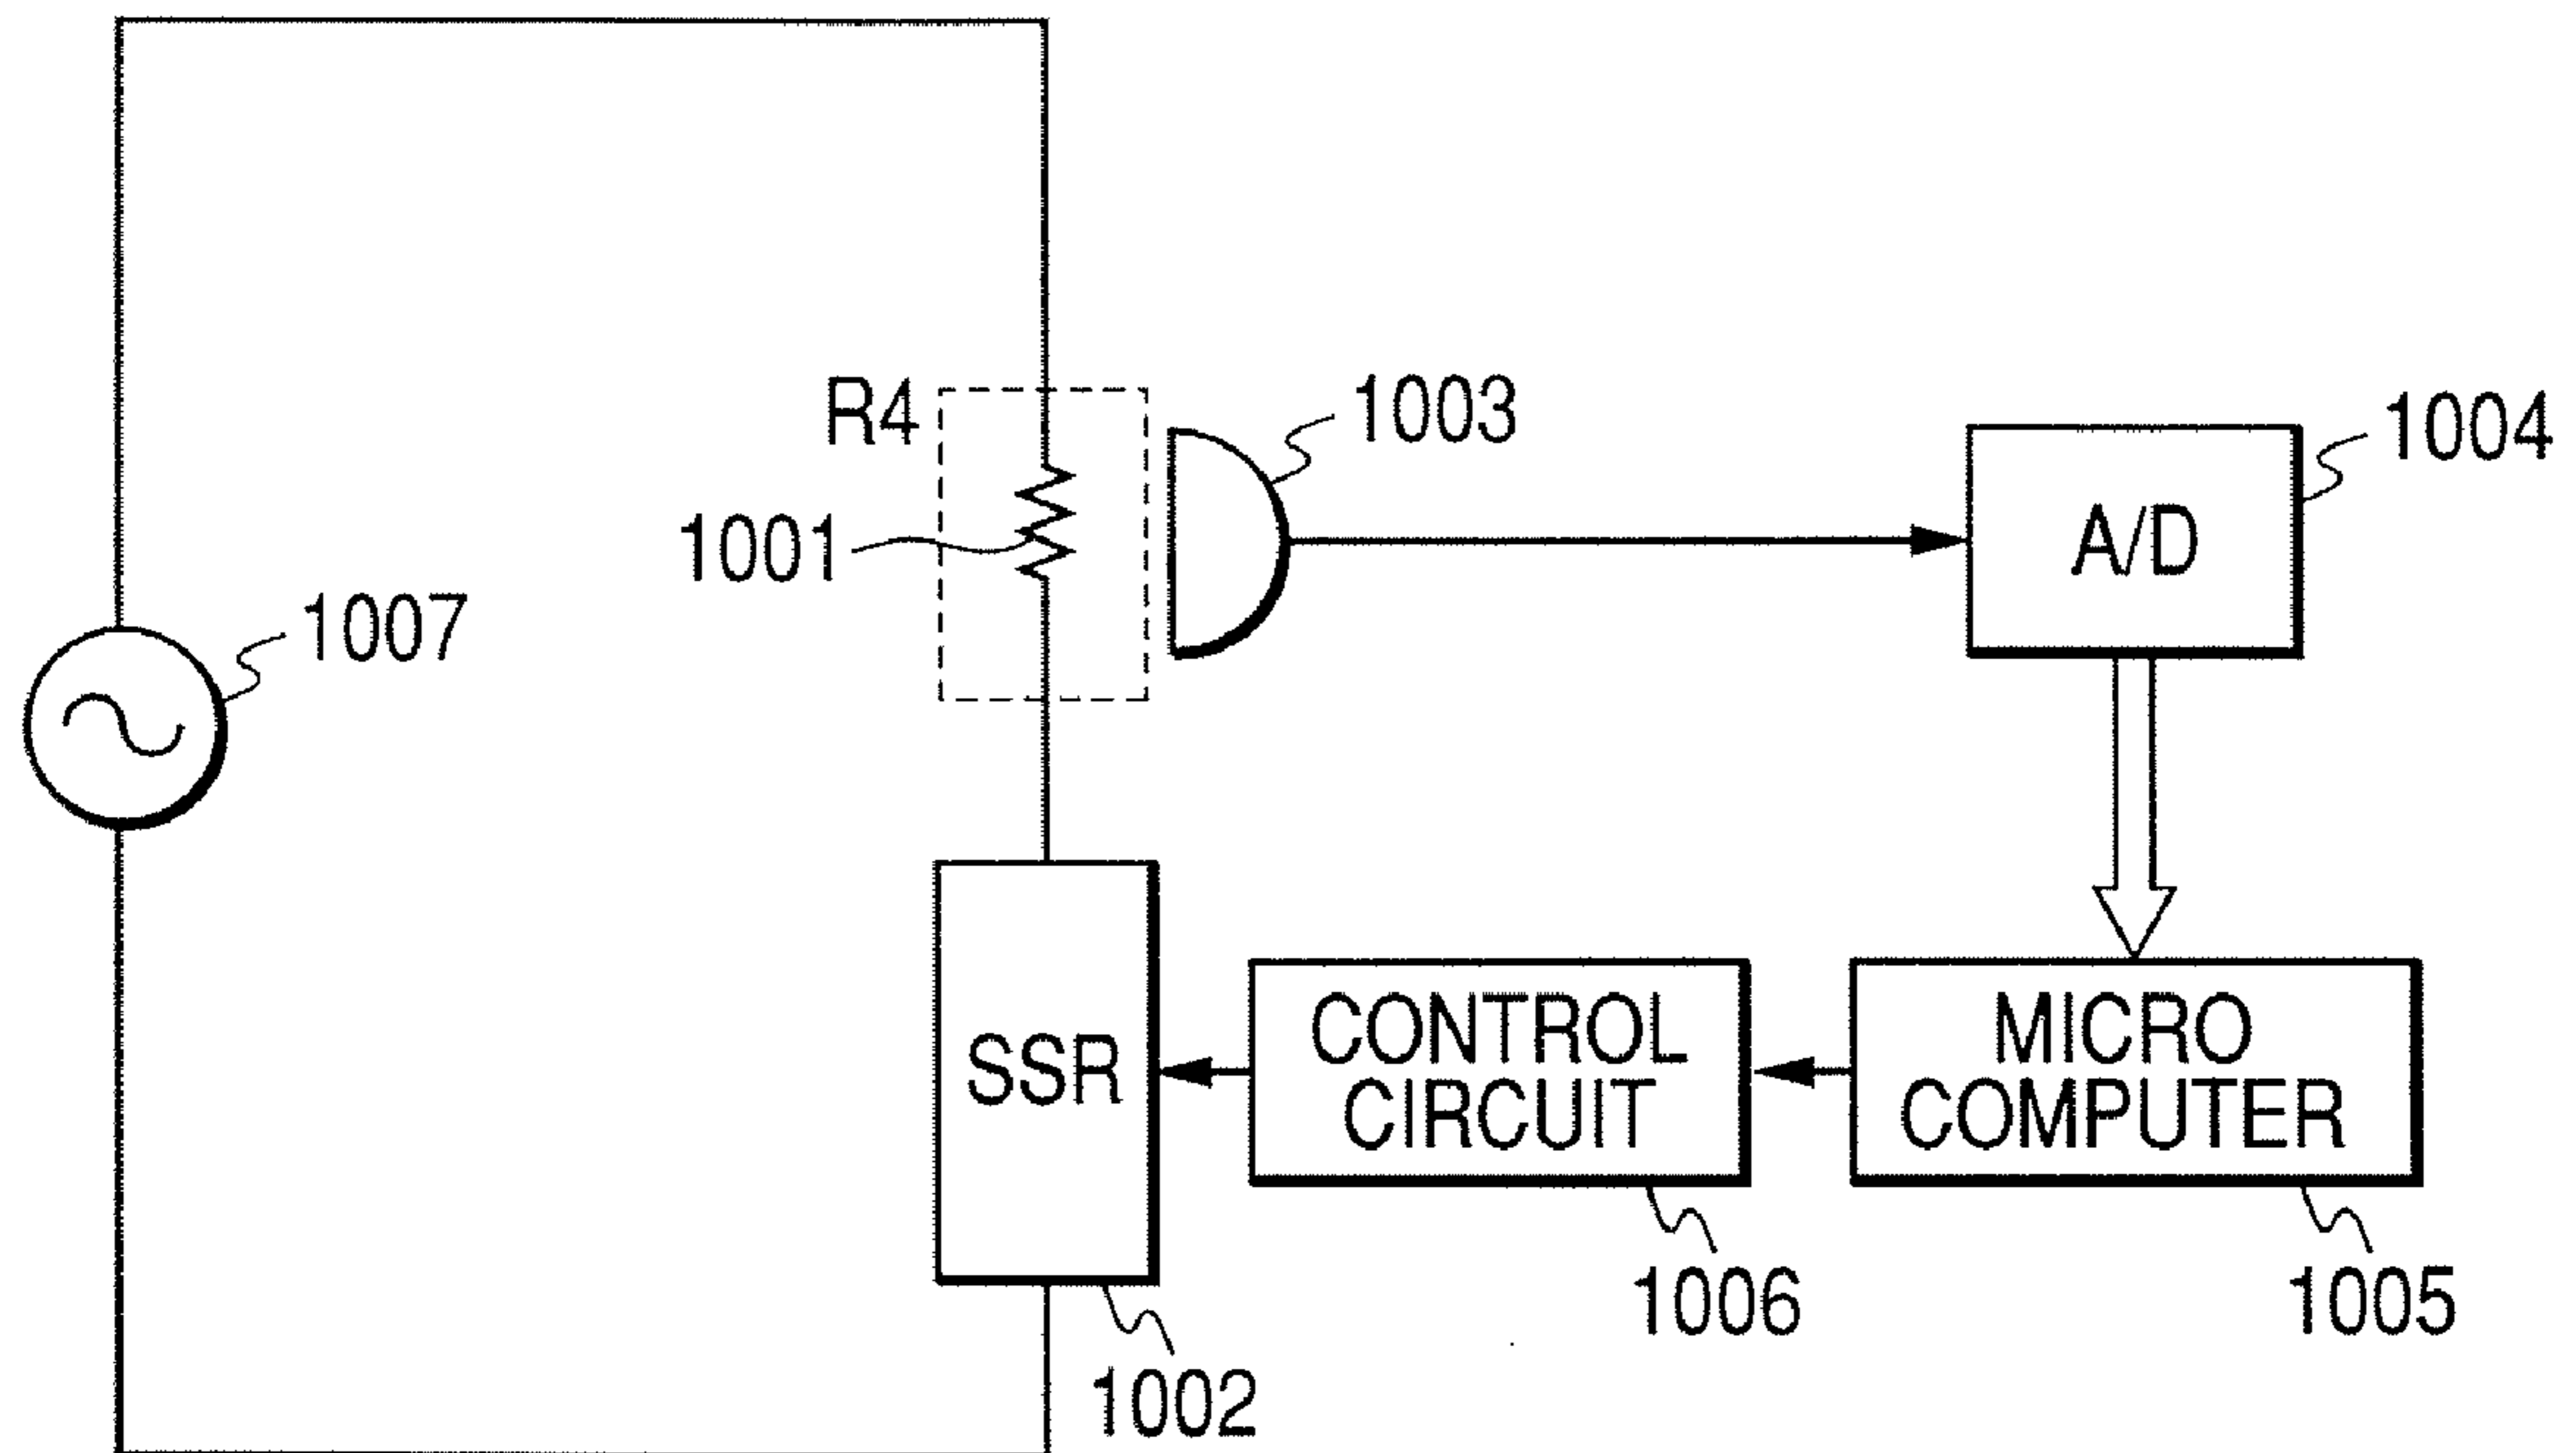 R4
1003
1004
1001
A/D
1007
SSR
CONTROL
CIRCUIT
MICRO
COMPUTER
1006
1005
1002